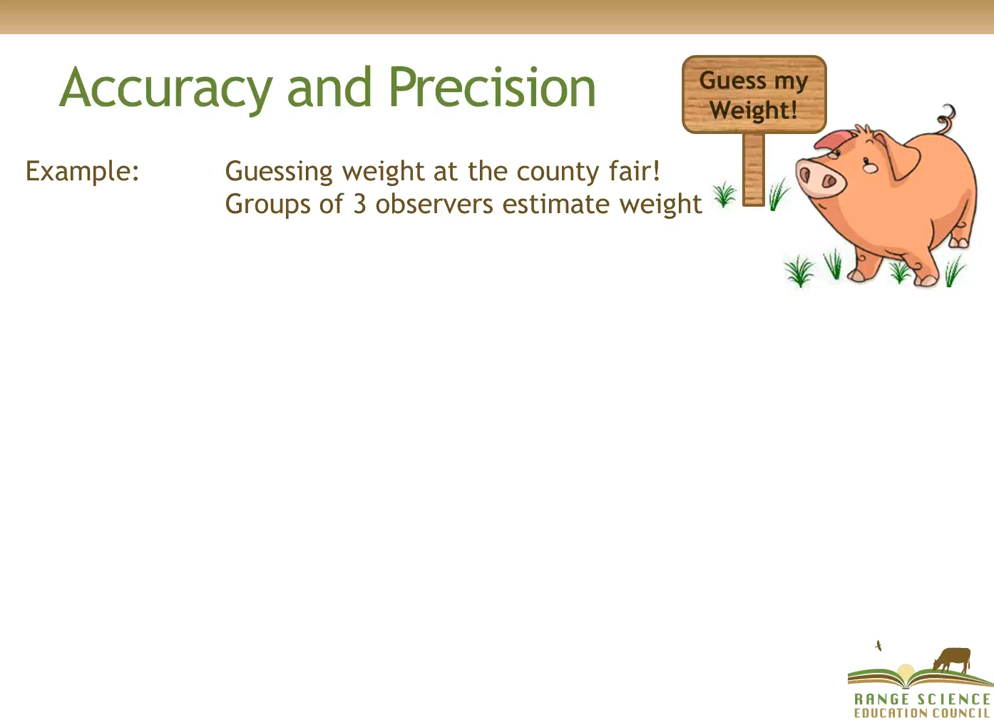 Accuracy and Precision
Guess my
Weight!
Example: Guessing weight at the county fair!
Groups of 3 observers estimate weight
RANGE SCIENCE
EDUCATION COUNCIL